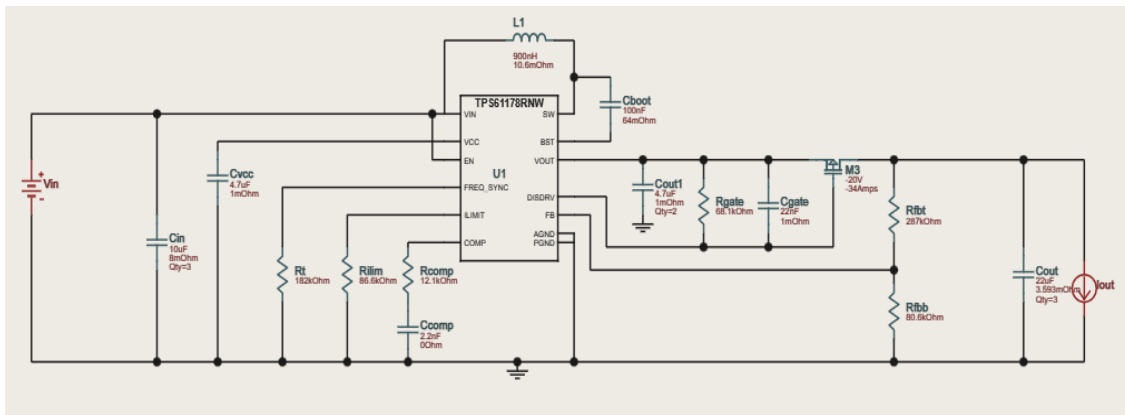 L1
900nH
10.6mOhm
TPS61178RNW
VIN
SW
Cboot
100nF
64mOhm
VCC
BST
EN
VOUT
U1
FREQ_SYNC
DISDRV
ILIMIT
FB
COMP
AGND
PGND
Vin
+
-
Cvcc
4.7uF
1mOhm
Cin
10uF
8mOhm
Qty=3
Rt
182kOhm
Rilim
86.6kOhm
Rcomp
12.1kOhm
Ccomp
2.2nF
0Ohm
Cout1
4.7uF
1mOhm
Qty=2
Rgate
68.1kOhm
Cgate
22nF
1mOhm
M3
-20V
-34Amps
Rfbt
287kOhm
Rfbb
80.6kOhm
Cout
22uF
3.593mOhm
Qty=3
Iout